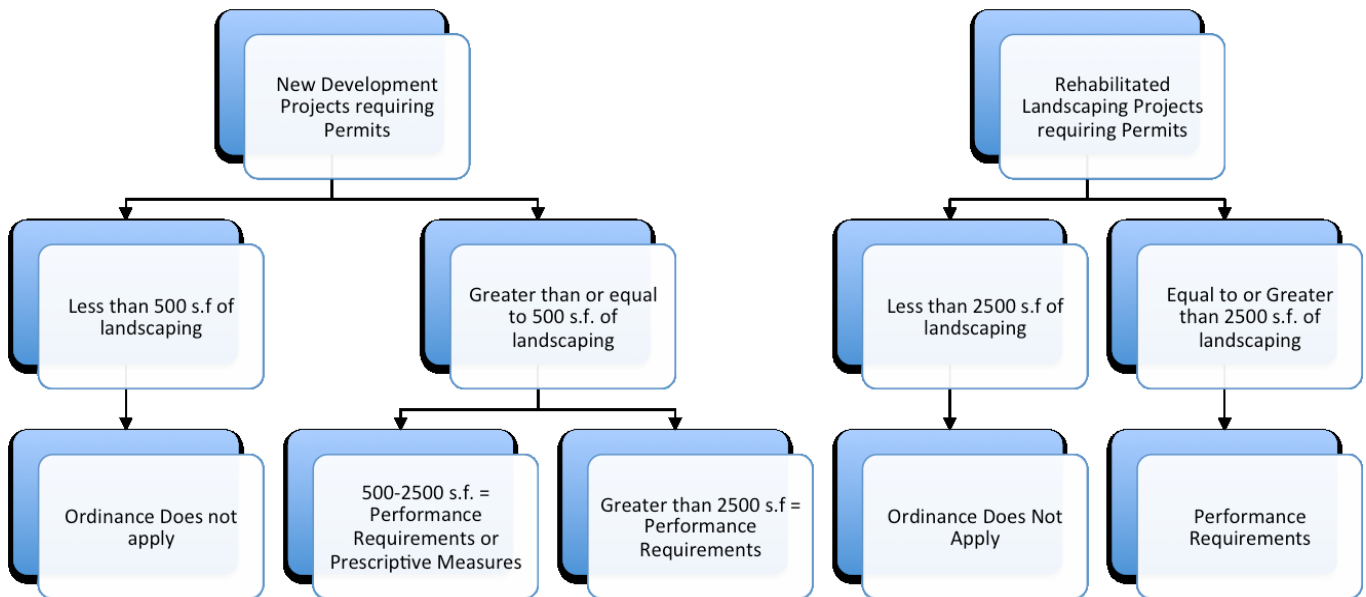 New Development
Projects requiring
Permits
Rehabilitated
Landscaping Projects
requiring Permits
Less than 500 s.f of
landscaping
Greater than or equal
to 500 s.f. of
landscaping
Less than 2500 s.f of
landscaping
Equal to or Greater
than 2500 s.f. of
landscaping
Ordinance Does not
apply
500-2500 s.f. =
Performance
Requirements or
Prescriptive Measures
Greater than 2500 s.f =
Performance
Requirements
Ordinance Does Not
Apply
Performance
Requirements